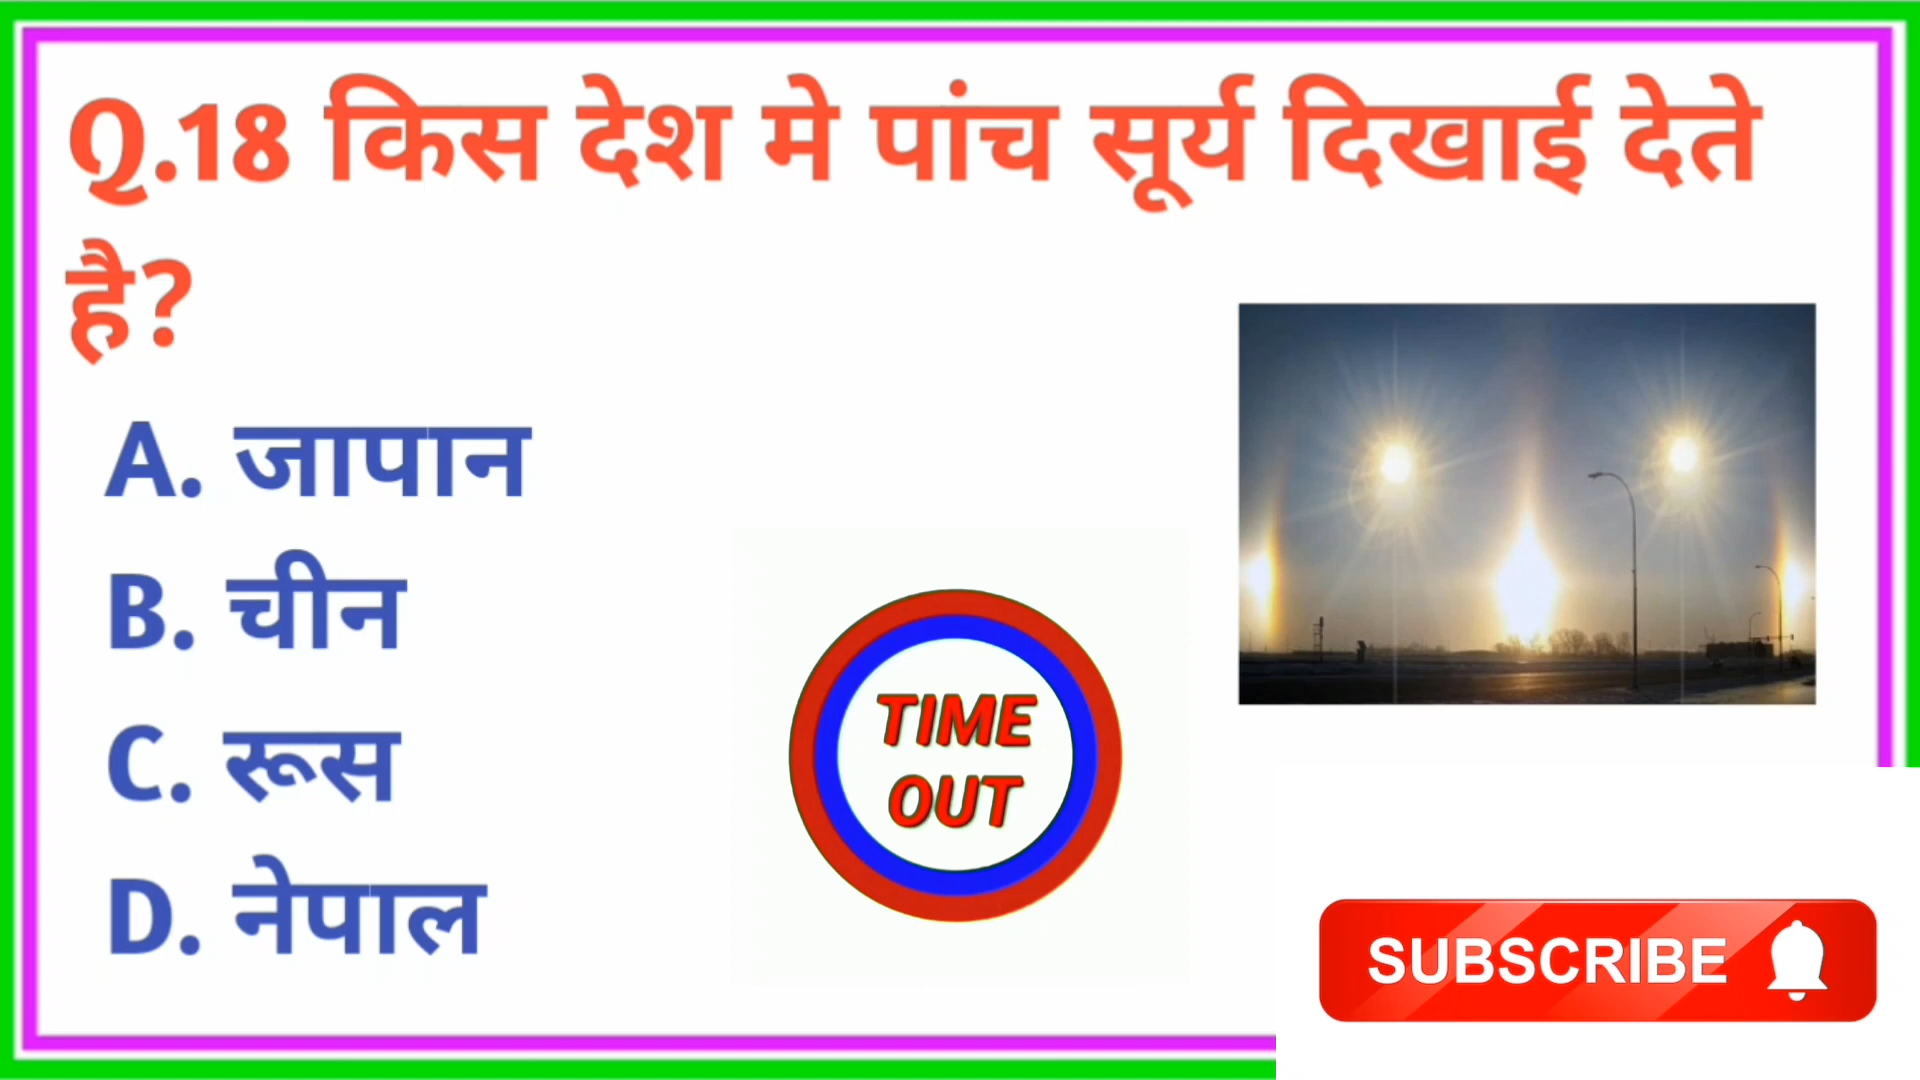 Q.18 किस देश मे पांच सूर्य दिखाई देते
है?
A. जापान
B. चीन
C. रूस
D. नेपाल
TIME
OUT
SUBSCRIBE